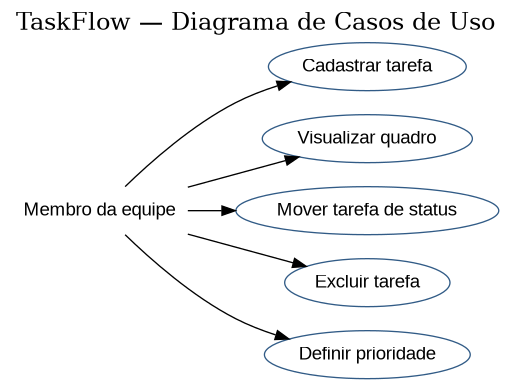 TaskFlow — Diagrama de Casos de Uso
Cadastrar tarefa
Visualizar quadro
Membro da equipe
Mover tarefa de status
Excluir tarefa
Definir prioridade